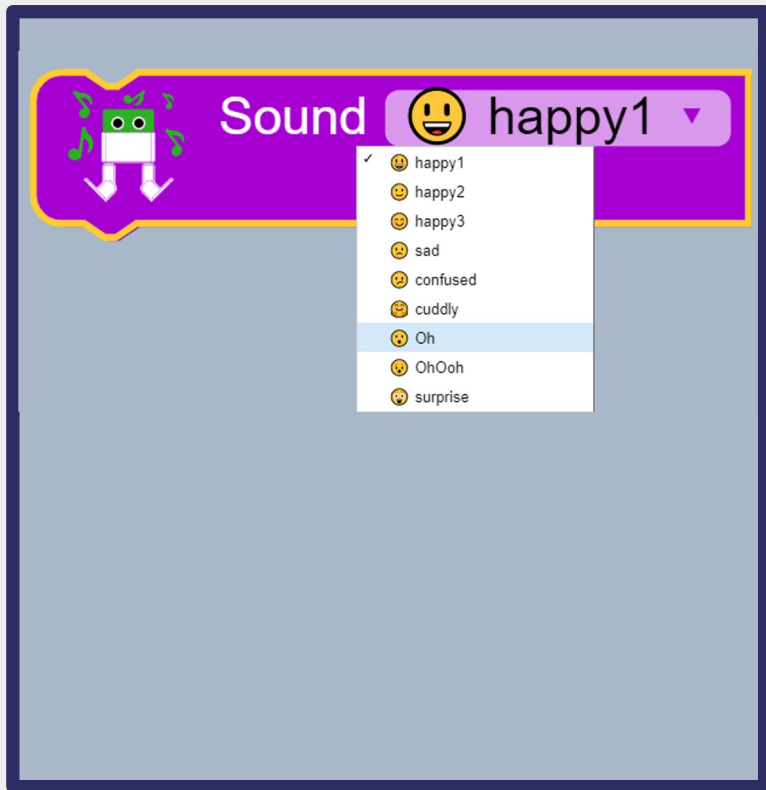 Sound 😃 happy1 ▼
✓ happy1
happy2
happy3
sad
confused
cuddly
Oh
OhOoh
surprise